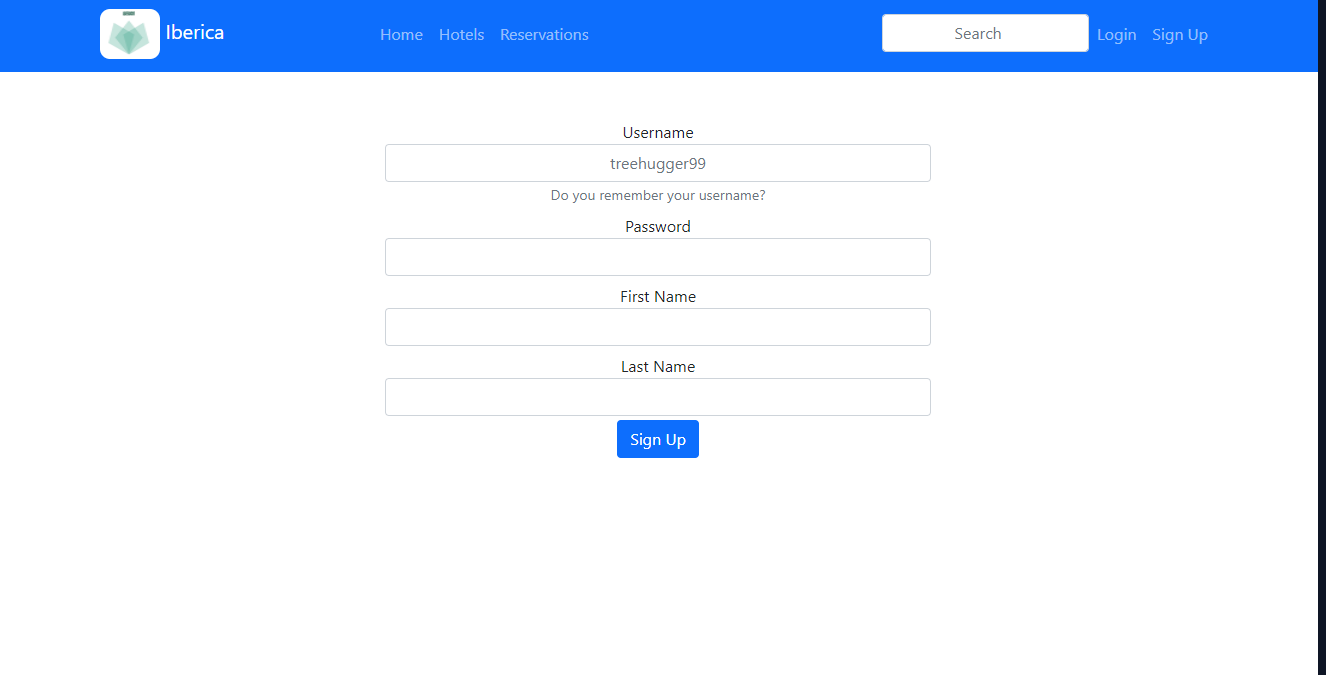 Iberica
Home Hotels Reservations
Search
Login Sign Up
Username
treehugger99
Do you remember your username?
Password
First Name
Last Name
Sign Up